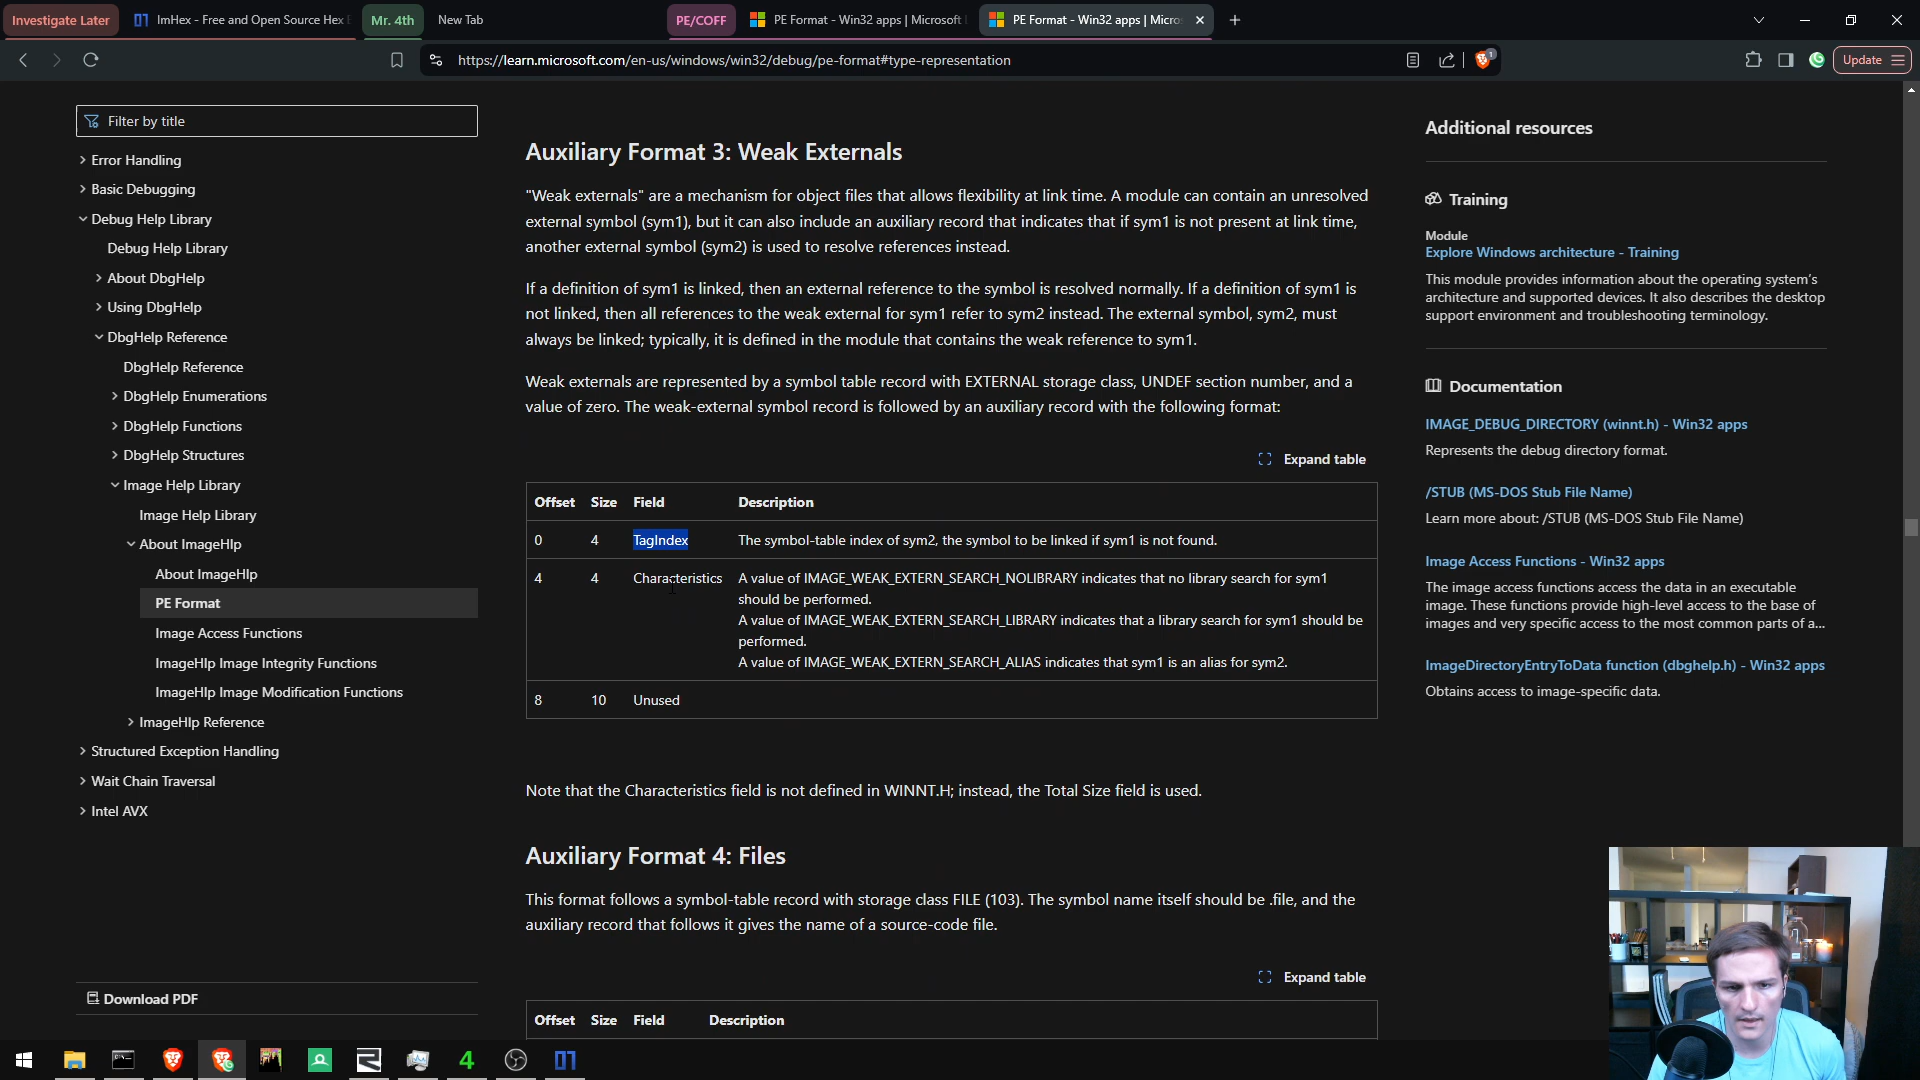 Investigate Later
ImHex - Free and Open Source Hex
Mr. 4th
New Tab
PE/COFF
PE Format - Win32 apps | Microsoft
PE Format - Win32 apps | Micro
https://learn.microsoft.com/en-us/windows/win32/debug/pe-format#type-representation
1
Update
Filter by title
Error Handling
Basic Debugging
Debug Help Library
Debug Help Library
About DbgHelp
Using DbgHelp
DbgHelp Reference
DbgHelp Reference
DbgHelp Enumerations
DbgHelp Functions
DbgHelp Structures
Image Help Library
Image Help Library
About ImageHlp
About ImageHlp
PE Format
Image Access Functions
ImageHlp Image Integrity Functions
ImageHlp Image Modification Functions
ImageHlp Reference
Structured Exception Handling
Wait Chain Traversal
Intel AVX
Download PDF
Auxiliary Format 3: Weak Externals
"Weak externals" are a mechanism for object files that allows flexibility at link time. A module can contain an unresolved
external symbol (sym1), but it can also include an auxiliary record that indicates that if sym1 is not present at link time,
another external symbol (sym2) is used to resolve references instead.
If a definition of sym1 is linked, then an external reference to the symbol is resolved normally. If a definition of sym1 is
not linked, then all references to the weak external for sym1 refer to sym2 instead. The external symbol, sym2, must
always be linked; typically, it is defined in the module that contains the weak reference to sym1.
Weak externals are represented by a symbol table record with EXTERNAL storage class, UNDEF section number, and a
value of zero. The weak-external symbol record is followed by an auxiliary record with the following format:
Expand table
Offset Size Field Description
0 4 TagIndex The symbol-table index of sym2, the symbol to be linked if sym1 is not found.
4 4 Characteristics A value of IMAGE_WEAK_EXTERN_SEARCH_NOLIBRARY indicates that no library search for sym1
should be performed.
A value of IMAGE_WEAK_EXTERN_SEARCH_LIBRARY indicates that a library search for sym1 should be
performed.
A value of IMAGE_WEAK_EXTERN_SEARCH_ALIAS indicates that sym1 is an alias for sym2.
8 10 Unused
Note that the Characteristics field is not defined in WINNT.H; instead, the Total Size field is used.
Auxiliary Format 4: Files
This format follows a symbol-table record with storage class FILE (103). The symbol name itself should be .file, and the
auxiliary record that follows it gives the name of a source-code file.
Expand table
Offset Size Field Description
Additional resources
Training
Module
Explore Windows architecture - Training
This module provides information about the operating system's
architecture and supported devices. It also describes the desktop
support environment and troubleshooting terminology.
Documentation
IMAGE_DEBUG_DIRECTORY (winnt.h) - Win32 apps
Represents the debug directory format.
/STUB (MS-DOS Stub File Name)
Learn more about: /STUB (MS-DOS Stub File Name)
Image Access Functions - Win32 apps
The image access functions access the data in an executable
image. These functions provide high-level access to the base of
images and very specific access to the most common parts of a...
ImageDirectoryEntryToData function (dbghelp.h) - Win32 apps
Obtains access to image-specific data.
4